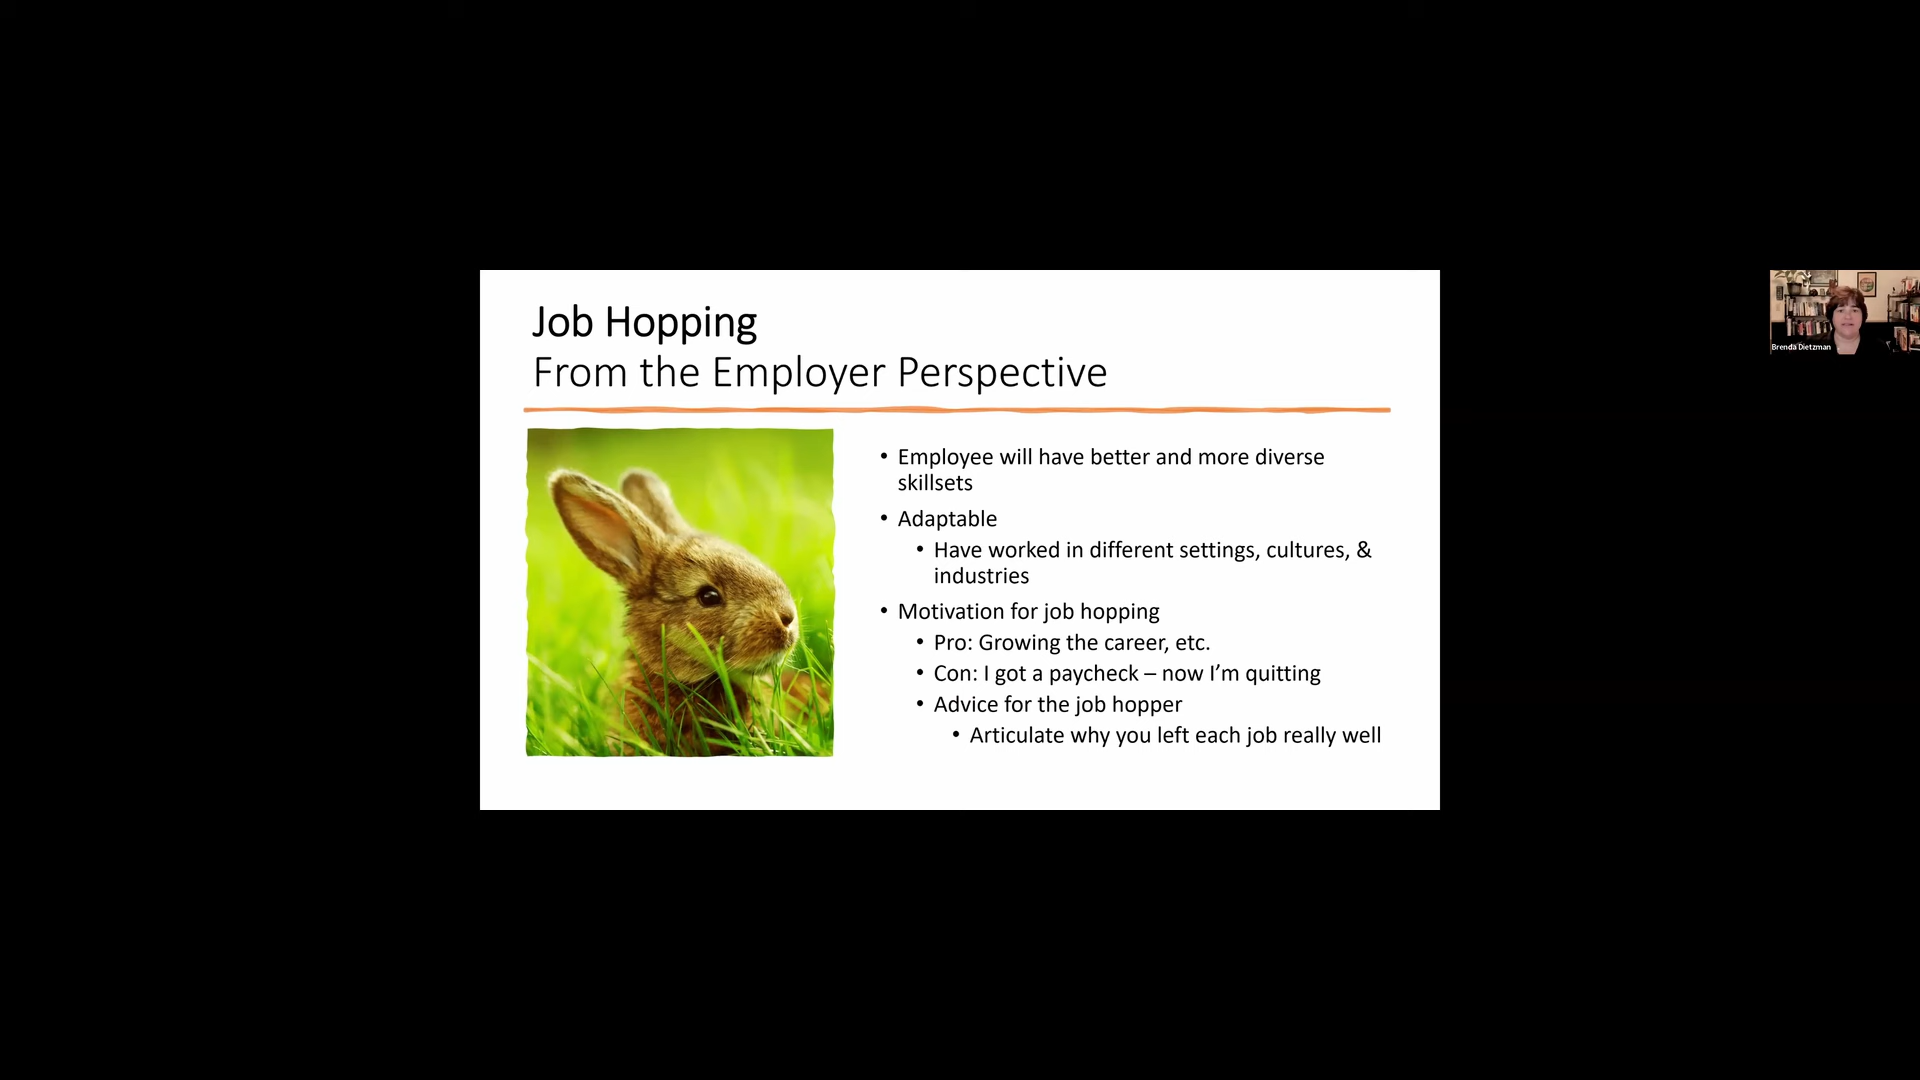 Job Hopping
From the Employer Perspective
• Employee will have better and more diverse
skillsets
• Adaptable
• Have worked in different settings, cultures, &
industries
• Motivation for job hopping
• Pro: Growing the career, etc.
• Con: I got a paycheck – now I’m quitting
• Advice for the job hopper
• Articulate why you left each job really well
Brenda Dietzman